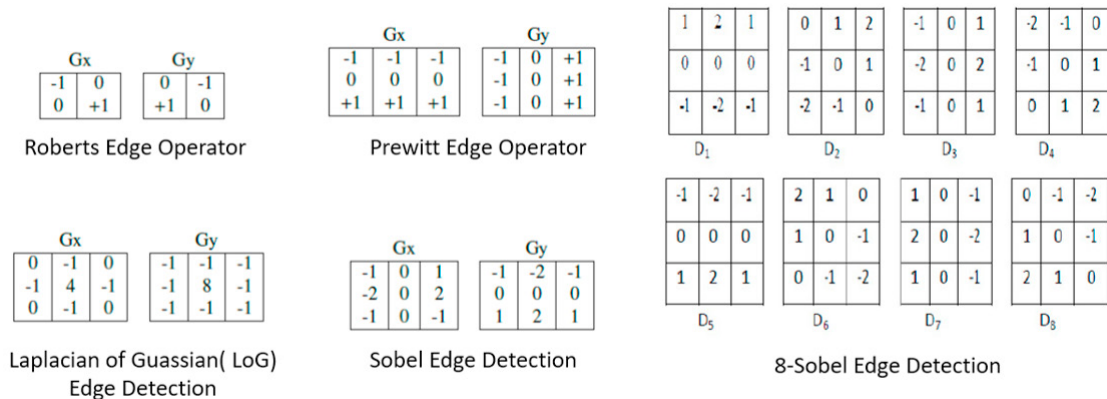 Gx Gy
-1 0 0 -1
0 +1 +1 0
Roberts Edge Operator
Gx Gy
-1 -1 -1 -1 0 +1
0 0 0 -1 0 +1
+1 +1 +1 -1 0 +1
Prewitt Edge Operator
Gx Gy
0 -1 0 -1 -1 -1
-1 4 -1 -1 8 -1
0 -1 0 -1 -1 -1
Laplacian of Guassian( LoG)
Edge Detection
Gx Gy
-1 0 1 -1 -2 -1
-2 0 2 0 0 0
-1 0 -1 1 2 1
Sobel Edge Detection
1 2 1 0 1 2 -1 0 1 -2 -1 0
0 0 0 -1 0 1 -2 0 2 -1 0 1
-1 -2 -1 -2 -1 0 -1 0 1 0 1 2
D1 D2 D3 D4
-1 -2 -1 2 1 0 1 0 -1 0 -1 -2
0 0 0 1 0 -1 2 0 -2 1 0 -1
1 2 1 0 -1 -2 1 0 -1 2 1 0
D5 D6 D7 D8
8-Sobel Edge Detection